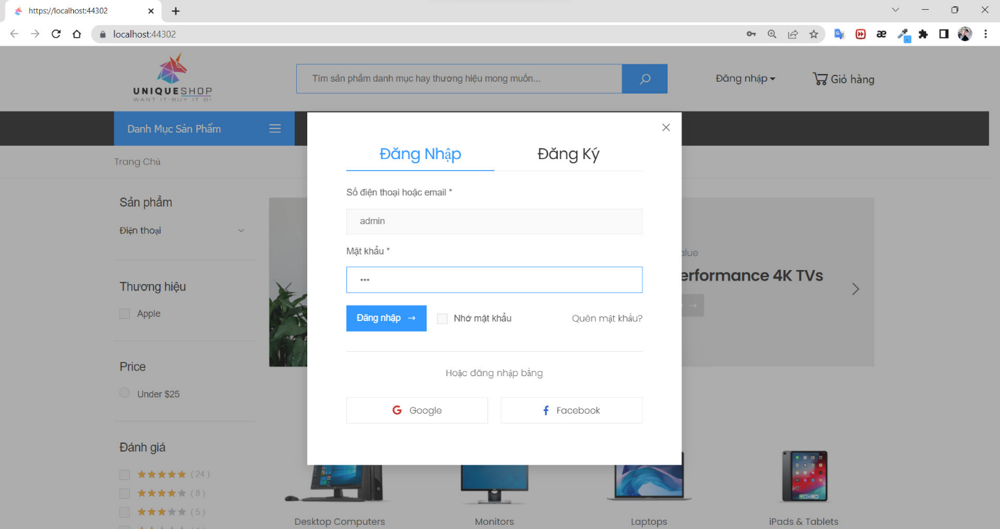 https://localhost:44302
localhost:44302
UNIQUESHOP
WANT IT-BUY IT BI
Tìm sản phẩm danh mục hay thương hiệu mong muốn...
Đăng nhập
Giỏ hàng
Danh Mục Sản Phẩm
Trang Chủ
Sản phẩm
Điện thoại
Thương hiệu
Apple
Price
Under $25
Đánh giá
( 24 )
( 8 )
( 5 )
Đăng Nhập
Đăng Ký
Số điện thoại hoặc email *
admin
Mật khẩu *
•••
Đăng nhập →
Nhớ mật khẩu
Quên mật khẩu?
Hoặc đăng nhập bằng
G Google
f Facebook
alue
erformance 4K TVs
Desktop Computers
Monitors
Laptops
iPads & Tablets